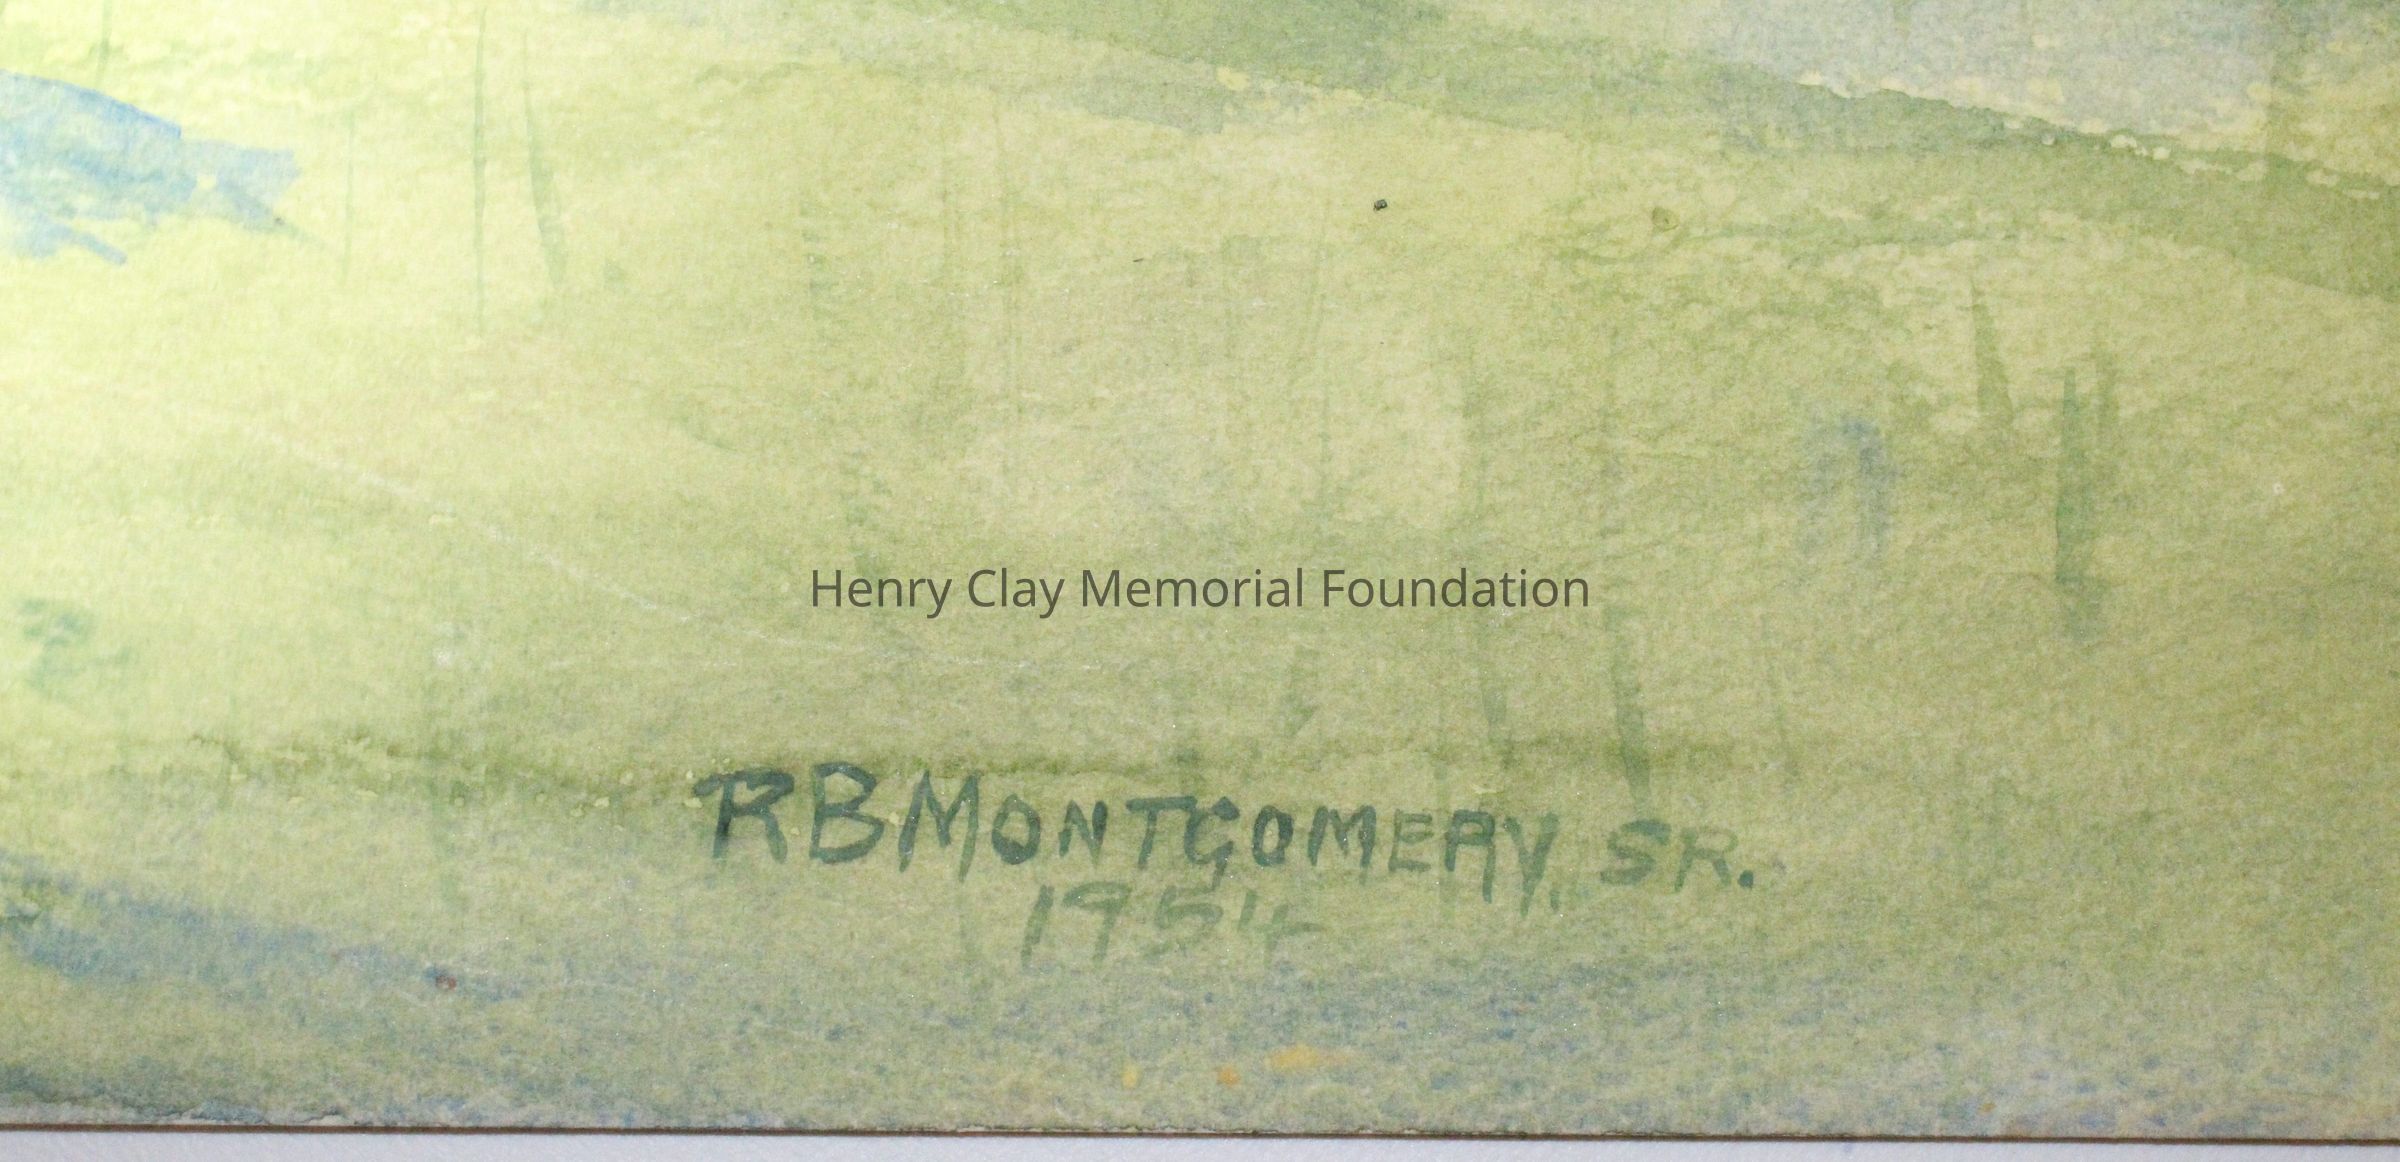 Henry Clay Memorial Foundation
RBMONTGOMERY, SR.
1954